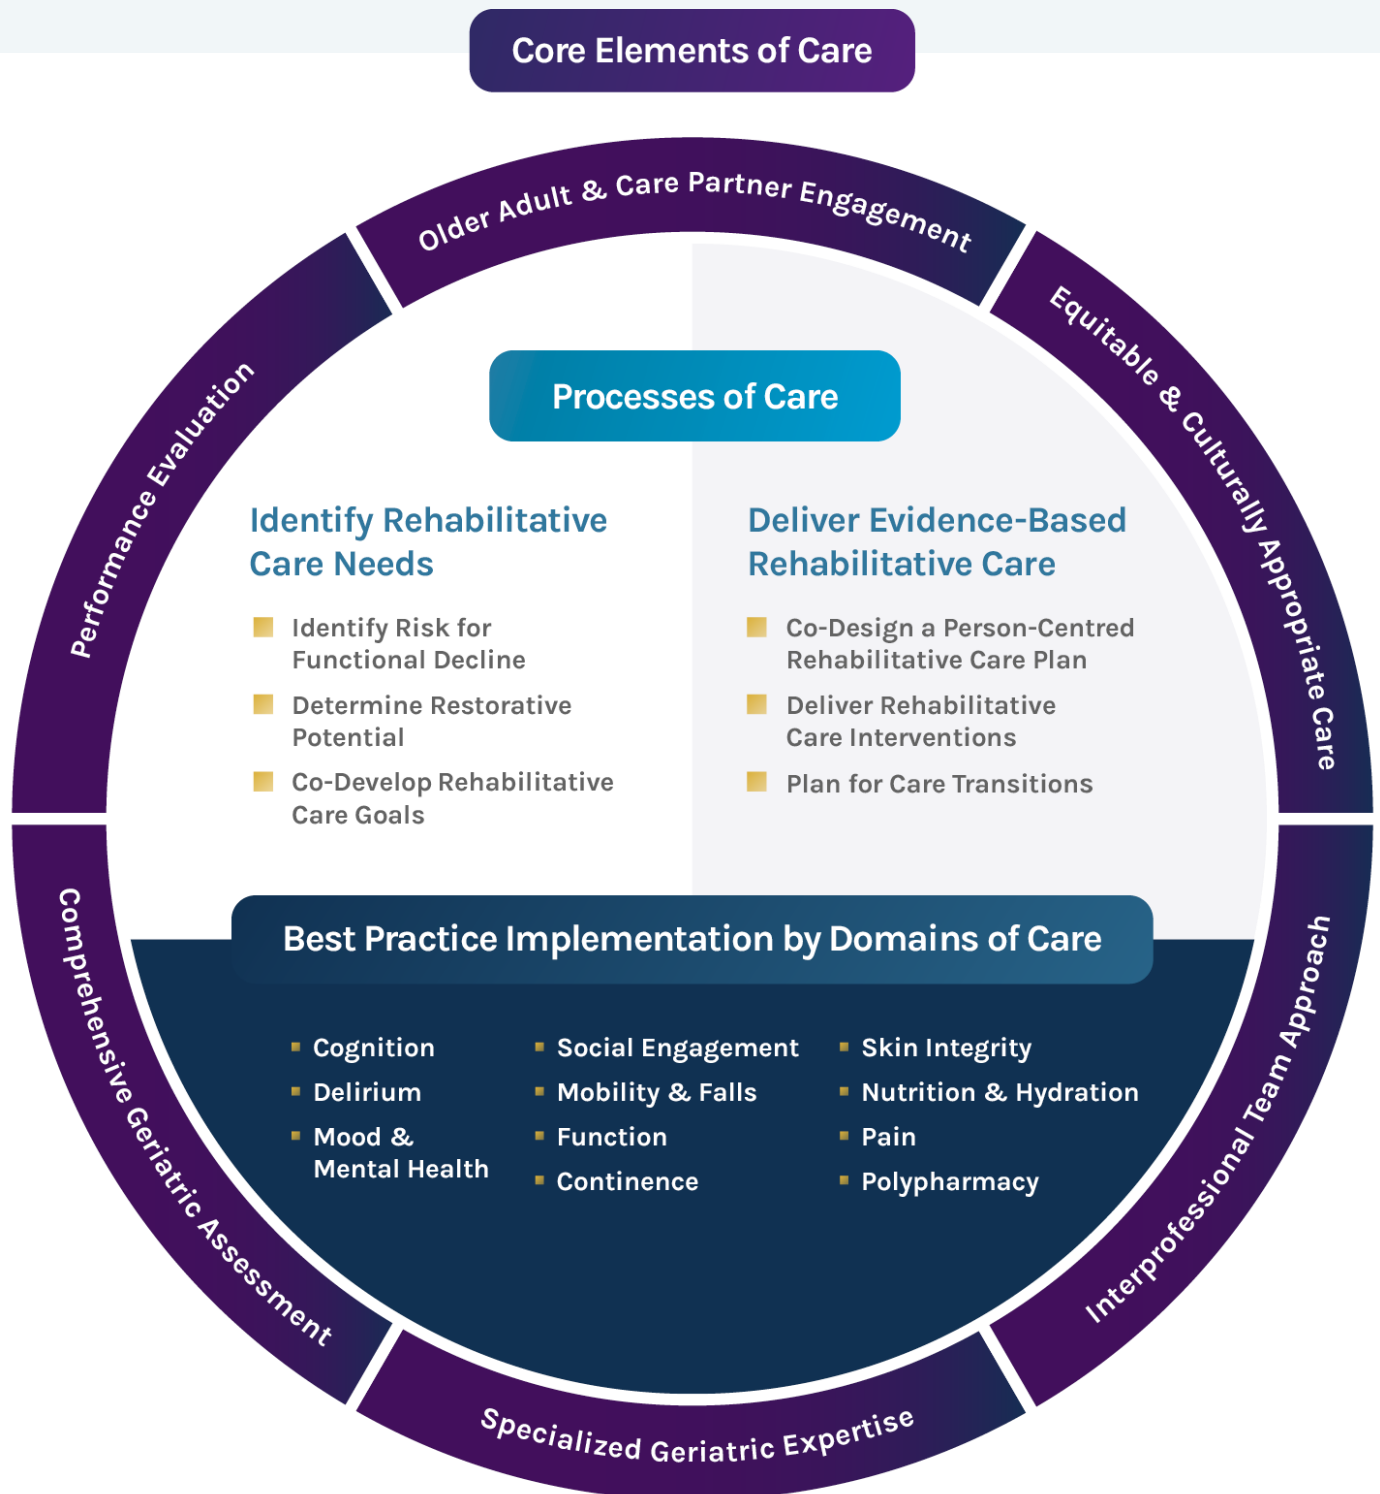 Core Elements of Care
Older Adult & Care Partner Engagement
Equitable & Culturally Appropriate Care
Interprofessional Team Approach
Specialized Geriatric Expertise
Comprehensive Geriatric Assessment
Performance Evaluation
Processes of Care
Identify Rehabilitative
Care Needs
Identify Risk for
Functional Decline
Determine Restorative
Potential
Co-Develop Rehabilitative
Care Goals
Deliver Evidence-Based
Rehabilitative Care
Co-Design a Person-Centred
Rehabilitative Care Plan
Deliver Rehabilitative
Care Interventions
Plan for Care Transitions
Best Practice Implementation by Domains of Care
Cognition
Delirium
Mood &
Mental Health
Social Engagement
Mobility & Falls
Function
Continence
Skin Integrity
Nutrition & Hydration
Pain
Polypharmacy